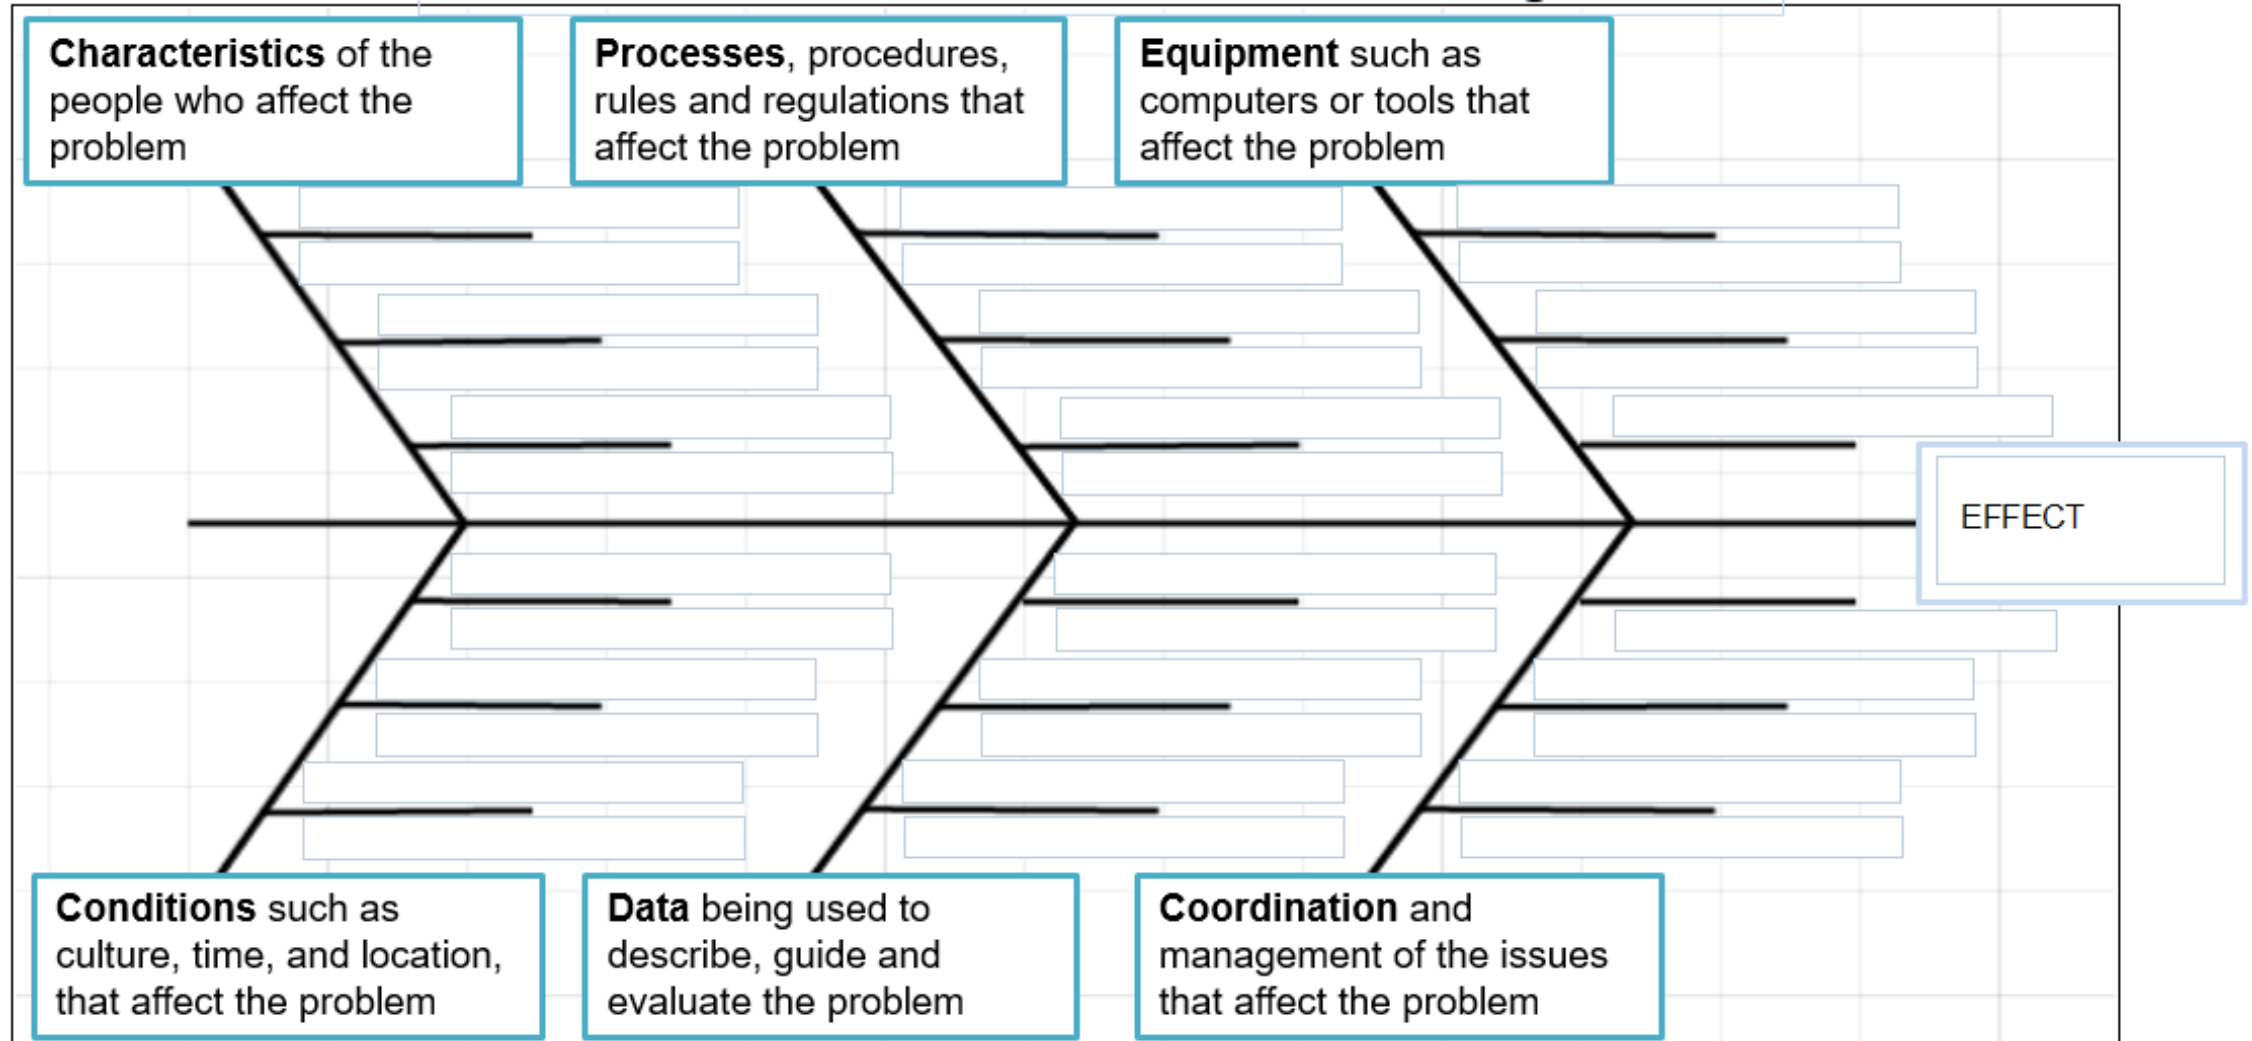 Characteristics of the
people who affect the
problem
Processes, procedures,
rules and regulations that
affect the problem
Equipment such as
computers or tools that
affect the problem
EFFECT
Conditions such as
culture, time, and location,
that affect the problem
Data being used to
describe, guide and
evaluate the problem
Coordination and
management of the issues
that affect the problem